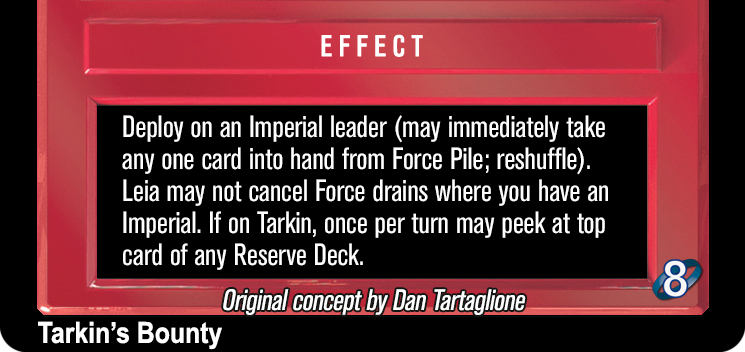 EFFECT
Deploy on an Imperial leader (may immediately take
any one card into hand from Force Pile; reshuffle).
Leia may not cancel Force drains where you have an
Imperial. If on Tarkin, once per turn may peek at top
card of any Reserve Deck.
8
Original concept by Dan Tartaglione
Tarkin's Bounty